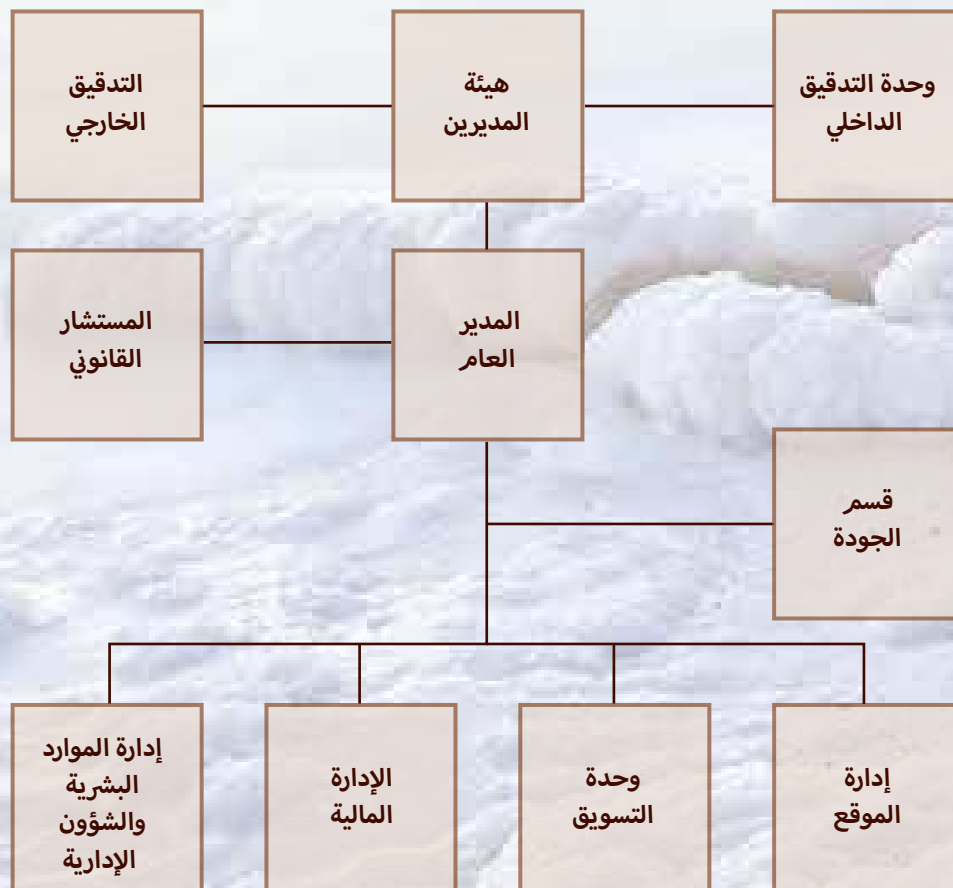 وحدة التدقيق
الداخلي
هيئة
المديرين
التدقيق
الخارجي
المدير
العام
المستشار
القانوني
قسم
الجودة
إدارة
الموقع
وحدة
التسويق
الإدارة
المالية
إدارة الموارد
البشرية
والشؤون
الإدارية